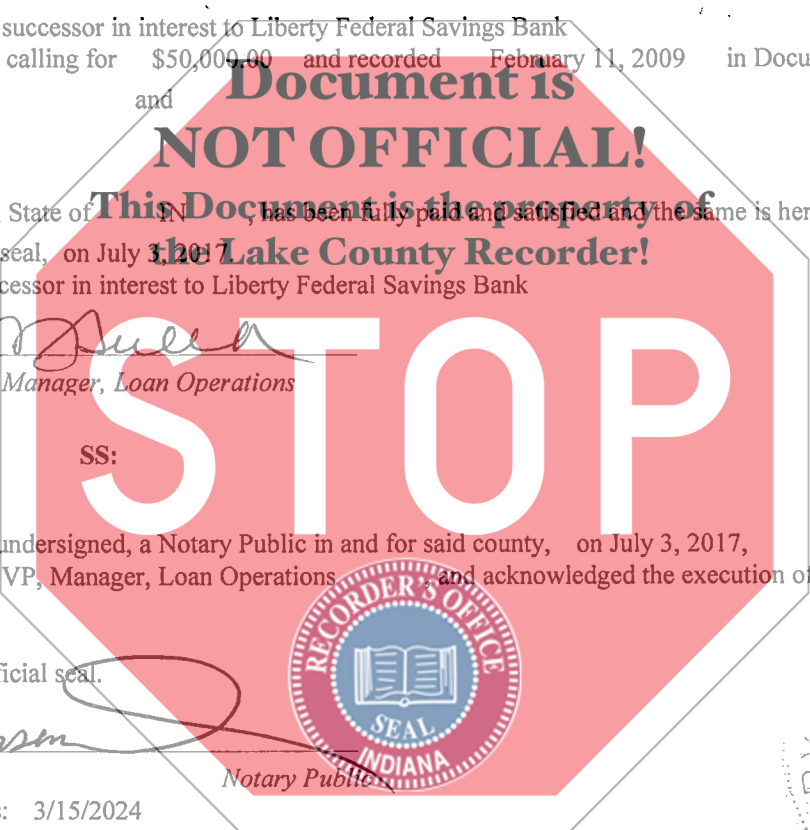 successor in interest to Liberty Federal Savings Bank
calling for $50,000.00 and recorded February 11, 2009 in Docu
and
Document is
NOT OFFICIAL!
This Document is the property of
the Lake County Recorder!
State of IN , has been fully paid and satisfied and the same is her
seal, on July 3, 2017.
cessor in interest to Liberty Federal Savings Bank
Manager, Loan Operations
STOP
SS:
undersigned, a Notary Public in and for said county, on July 3, 2017,
VP, Manager, Loan Operations , and acknowledged the execution of
RECORDER'S OFFICE
SEAL
INDIANA
ficial seal.
Notary Public
: 3/15/2024